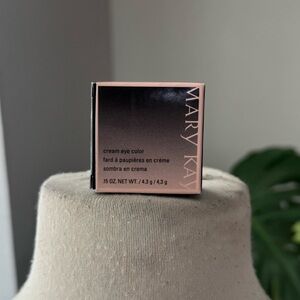 MARY KAY
cream eye color
fard à paupières en crème
sombra en crema
.15 OZ. NET WT. / 4.3 g / 4,3 g